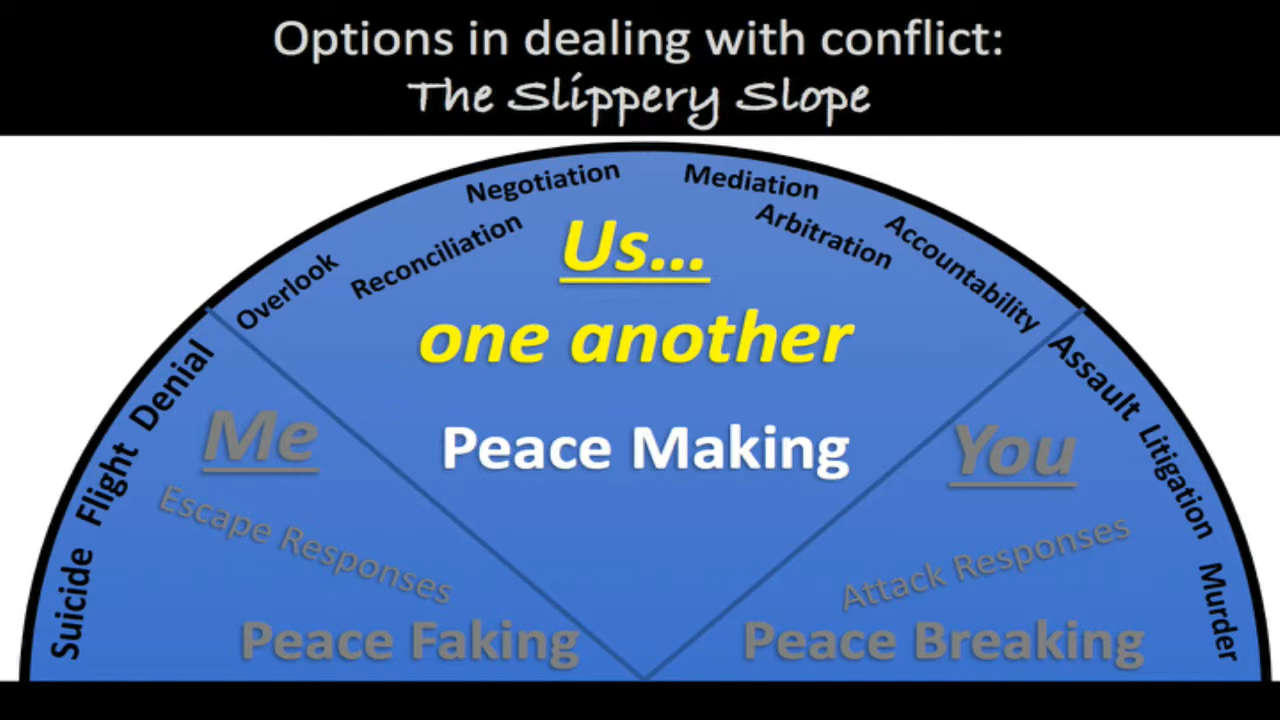 Options in dealing with conflict:
The Slippery Slope
Negotiation
Mediation
Reconciliation
Arbitration
Overlook
Accountability
Us...
one another
Peace Making
Denial
Flight
Suicide
Me
Escape Responses
Peace Faking
Assault
Litigation
Murder
You
Attack Responses
Peace Breaking